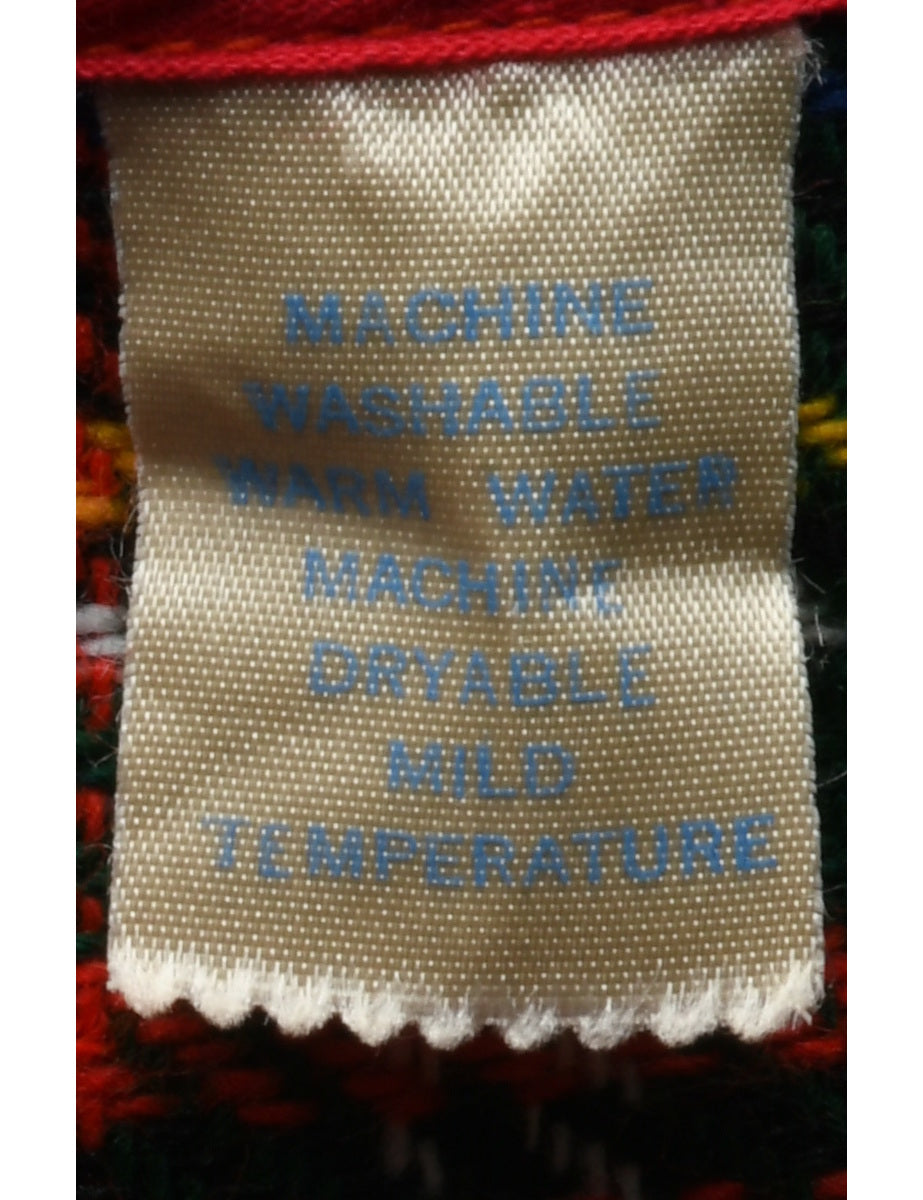 MACHINE
WASHABLE
WARM WATER
MACHINE
DRYABLE
MILD
TEMPERATURE